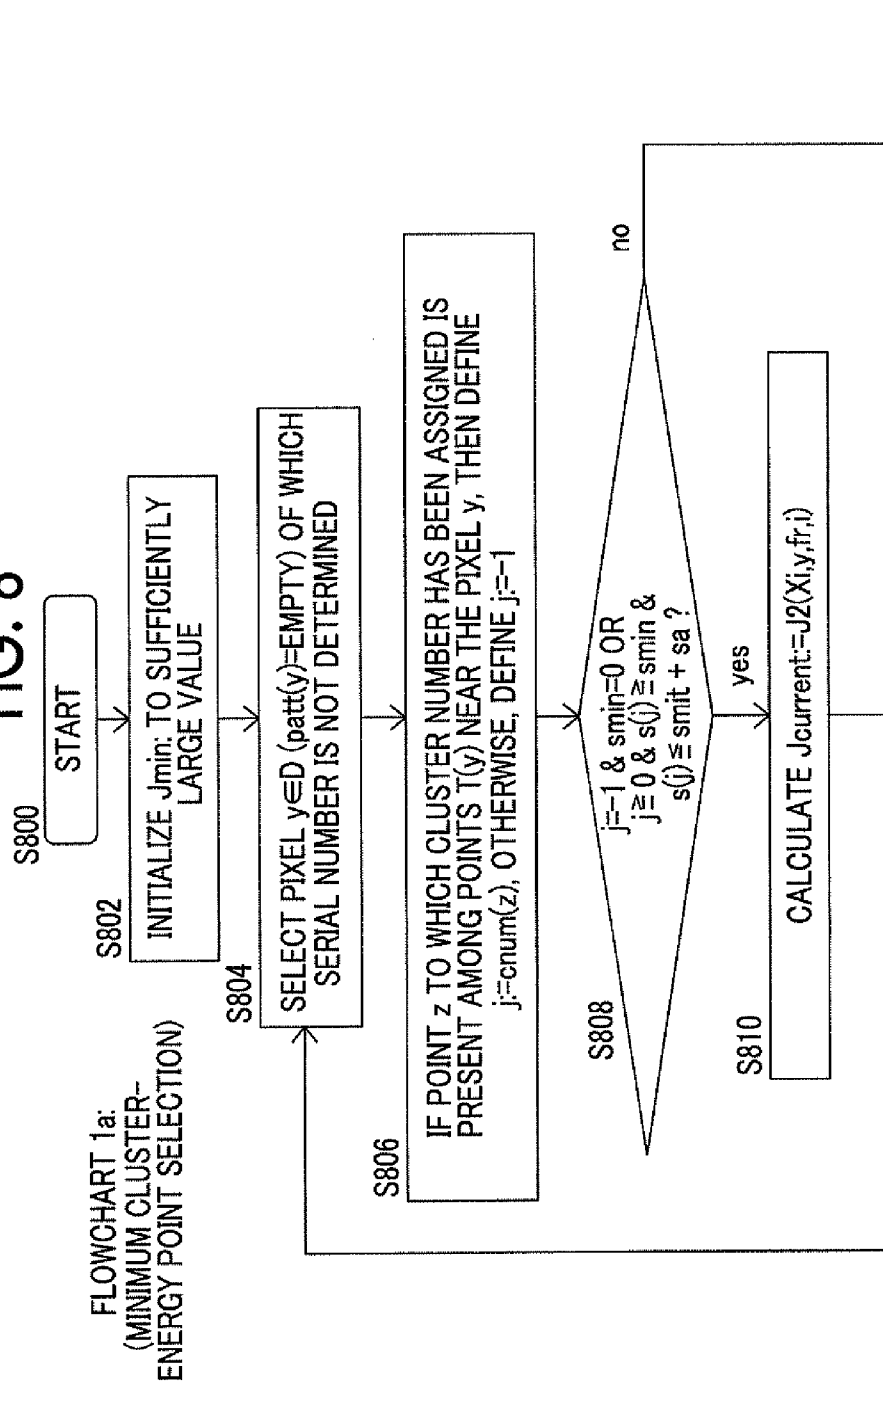 FIG. 8
FLOWCHART 1a:
(MINIMUM CLUSTER-
ENERGY POINT SELECTION)
S800
START
S802
INITIALIZE Jmin: TO SUFFICIENTLY
LARGE VALUE
S804
SELECT PIXEL y∈D (patt(y)=EMPTY) OF WHICH
SERIAL NUMBER IS NOT DETERMINED
S806
IF POINT z TO WHICH CLUSTER NUMBER HAS BEEN ASSIGNED IS
PRESENT AMONG POINTS T(y) NEAR THE PIXEL y, THEN DEFINE
j:=cnum(z), OTHERWISE, DEFINE j:=-1
S808
j=-1 & smin=0 OR
j≧0 & s(j)≧smin &
s(j)≦smit + sa ?
no
yes
S810
CALCULATE Jcurrent:=J2(Xi,y,fr,i)